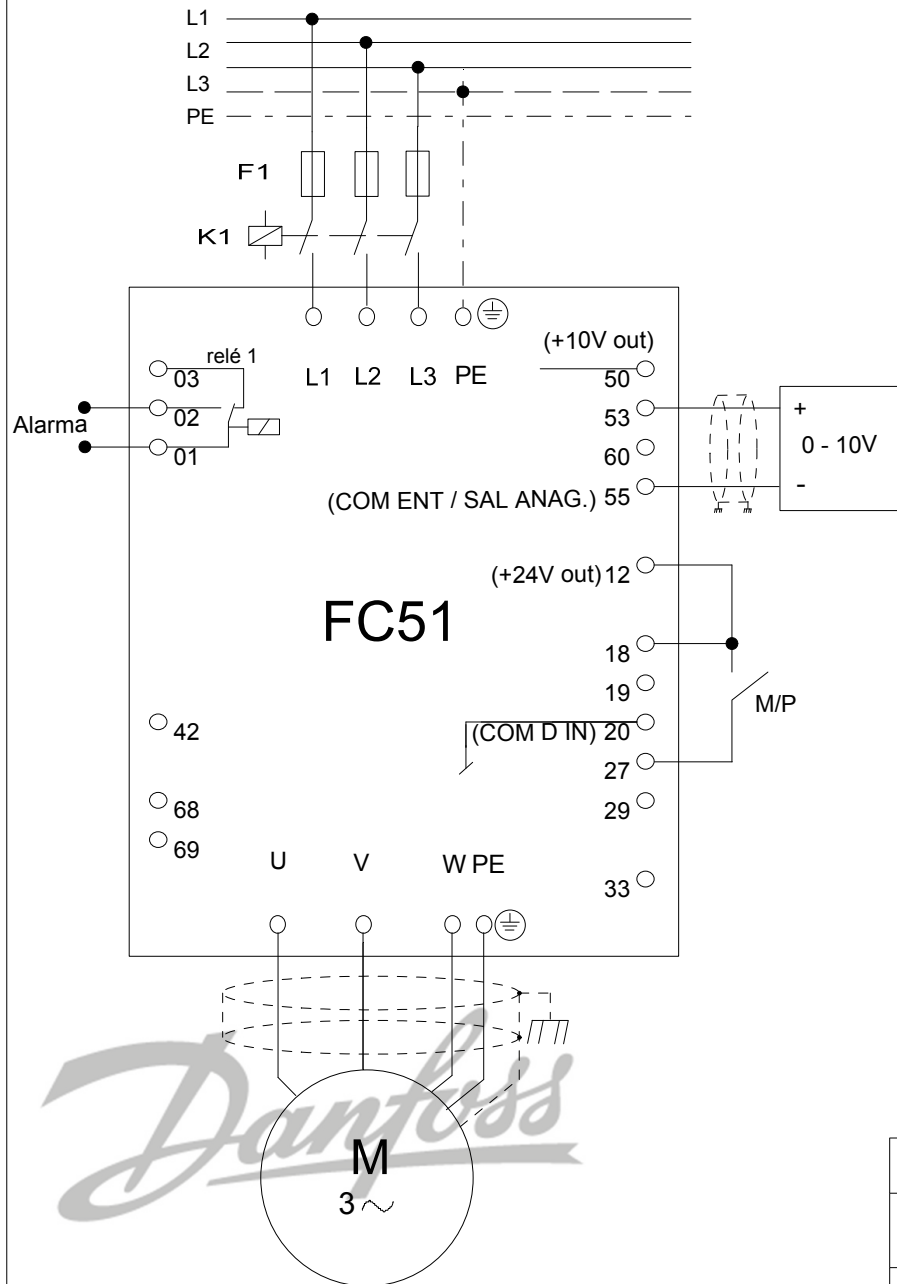 L1
L2
L3
PE
F1
K1
(+10V out)
03 relé 1
L1 L2 L3 PE
50
02
53
+
Alarma
0 - 10V
01
60
(COM ENT / SAL ANAG.) 55
-
(+24V out) 12
FC51
18
19
M/P
42
(COM D IN) 20
27
68
29
69
U V W PE
33
Danfoss
M
3